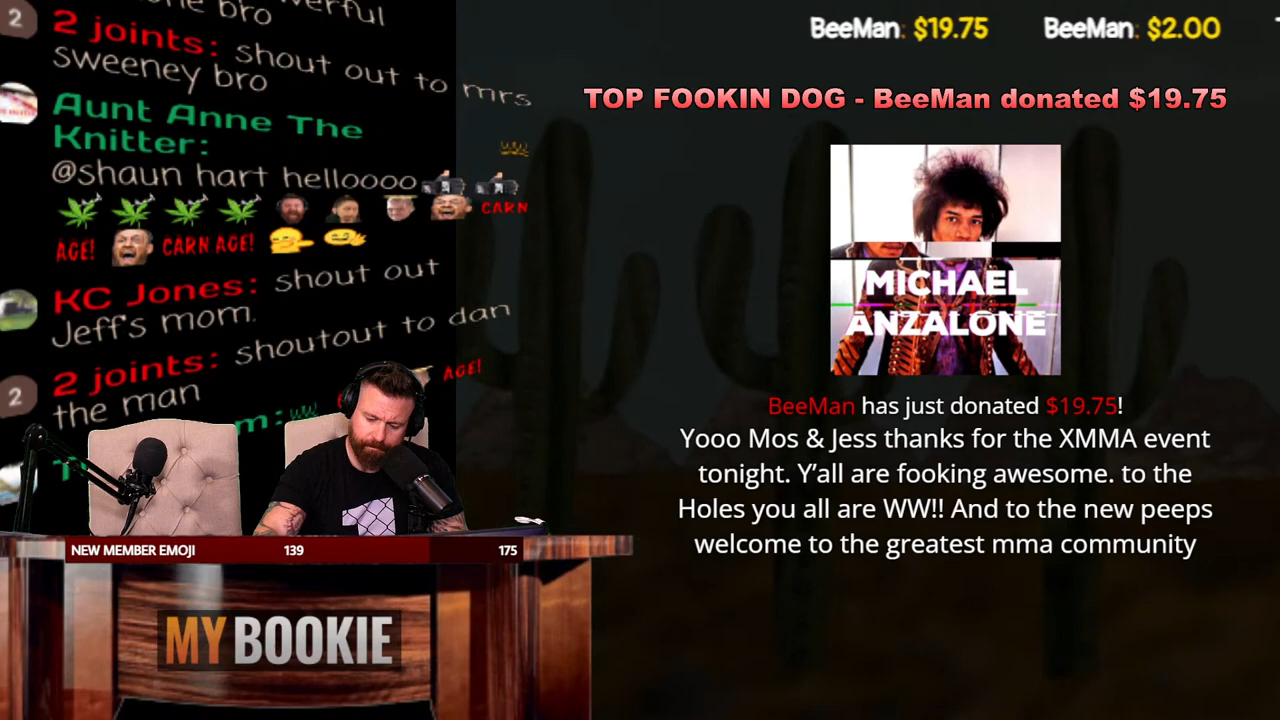 BeeMan: $19.75 BeeMan: $2.00
TOP FOOKIN DOG - BeeMan donated $19.75
2
bro
2 joints: shout out to mrs
sweeney bro
Aunt Anne The
Knitter:
@shaun hart helloooo
CARN
AGE! CARN AGE!
KC Jones: shout out
Jeff's mom.
2
2 joints: shoutout to dan
the man
AGE!
m:
MICHAEL
ANZALONE
BeeMan has just donated $19.75!
Yooo Mos & Jess thanks for the XMMA event
tonight. Y'all are fooking awesome. to the
Holes you all are WW!! And to the new peeps
welcome to the greatest mma community
NEW MEMBER EMOJI 139 175
MYBOOKIE